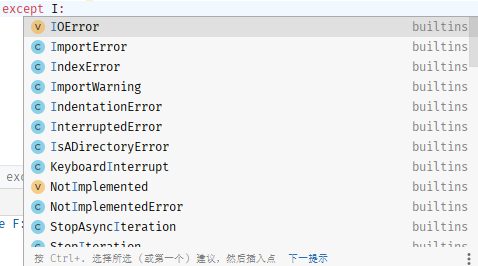 except I:
V IOError builtins
C ImportError builtins
C IndexError builtins
C ImportWarning builtins
C IndentationError builtins
C InterruptedError builtins
C IsADirectoryError builtins
C KeyboardInterrupt builtins
V NotImplemented builtins
C NotImplementedError builtins
C StopAsyncIteration builtins
StopIteration builtins
exc
e F:
按 Ctrl+. 选择所选 (或第一个) 建议，然后插入点 下一提示